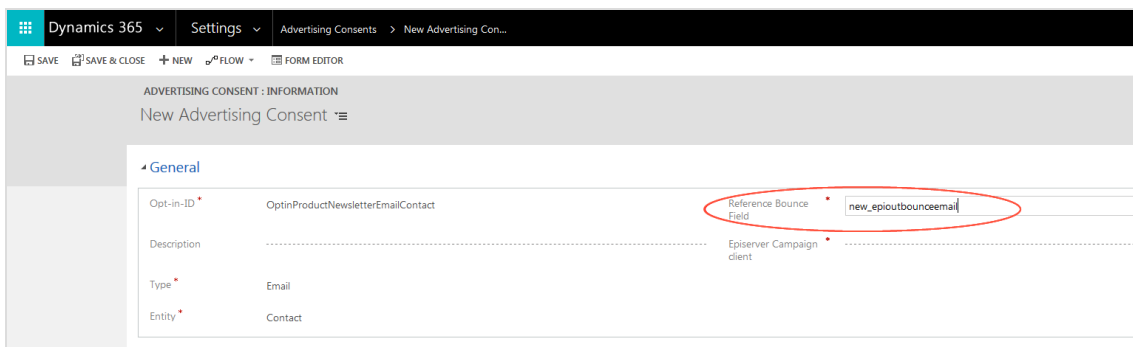 Dynamics 365 Settings Advertising Consents > New Advertising Con...
SAVE SAVE & CLOSE + NEW FLOW FORM EDITOR
ADVERTISING CONSENT : INFORMATION
New Advertising Consent
General
Opt-in-ID *
OptinProductNewsletterEmailContact
Reference Bounce *
Field
new_epioutbounceemail
Description
Episerver Campaign *
client
Type *
Email
Entity *
Contact